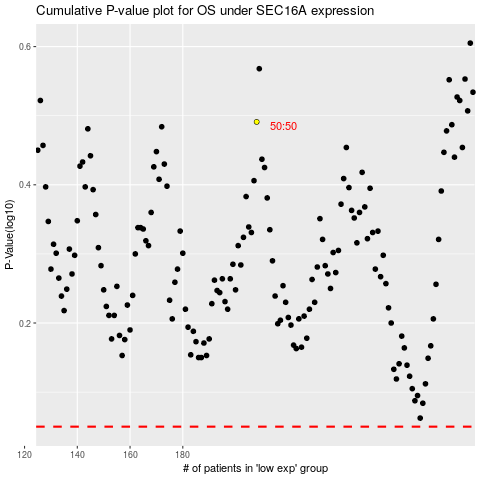 Cumulative P-value plot for OS under SEC16A expression
P-Value(log10)
0.6
0.4
0.2
50:50
120 140 160 180
# of patients in 'low exp' group